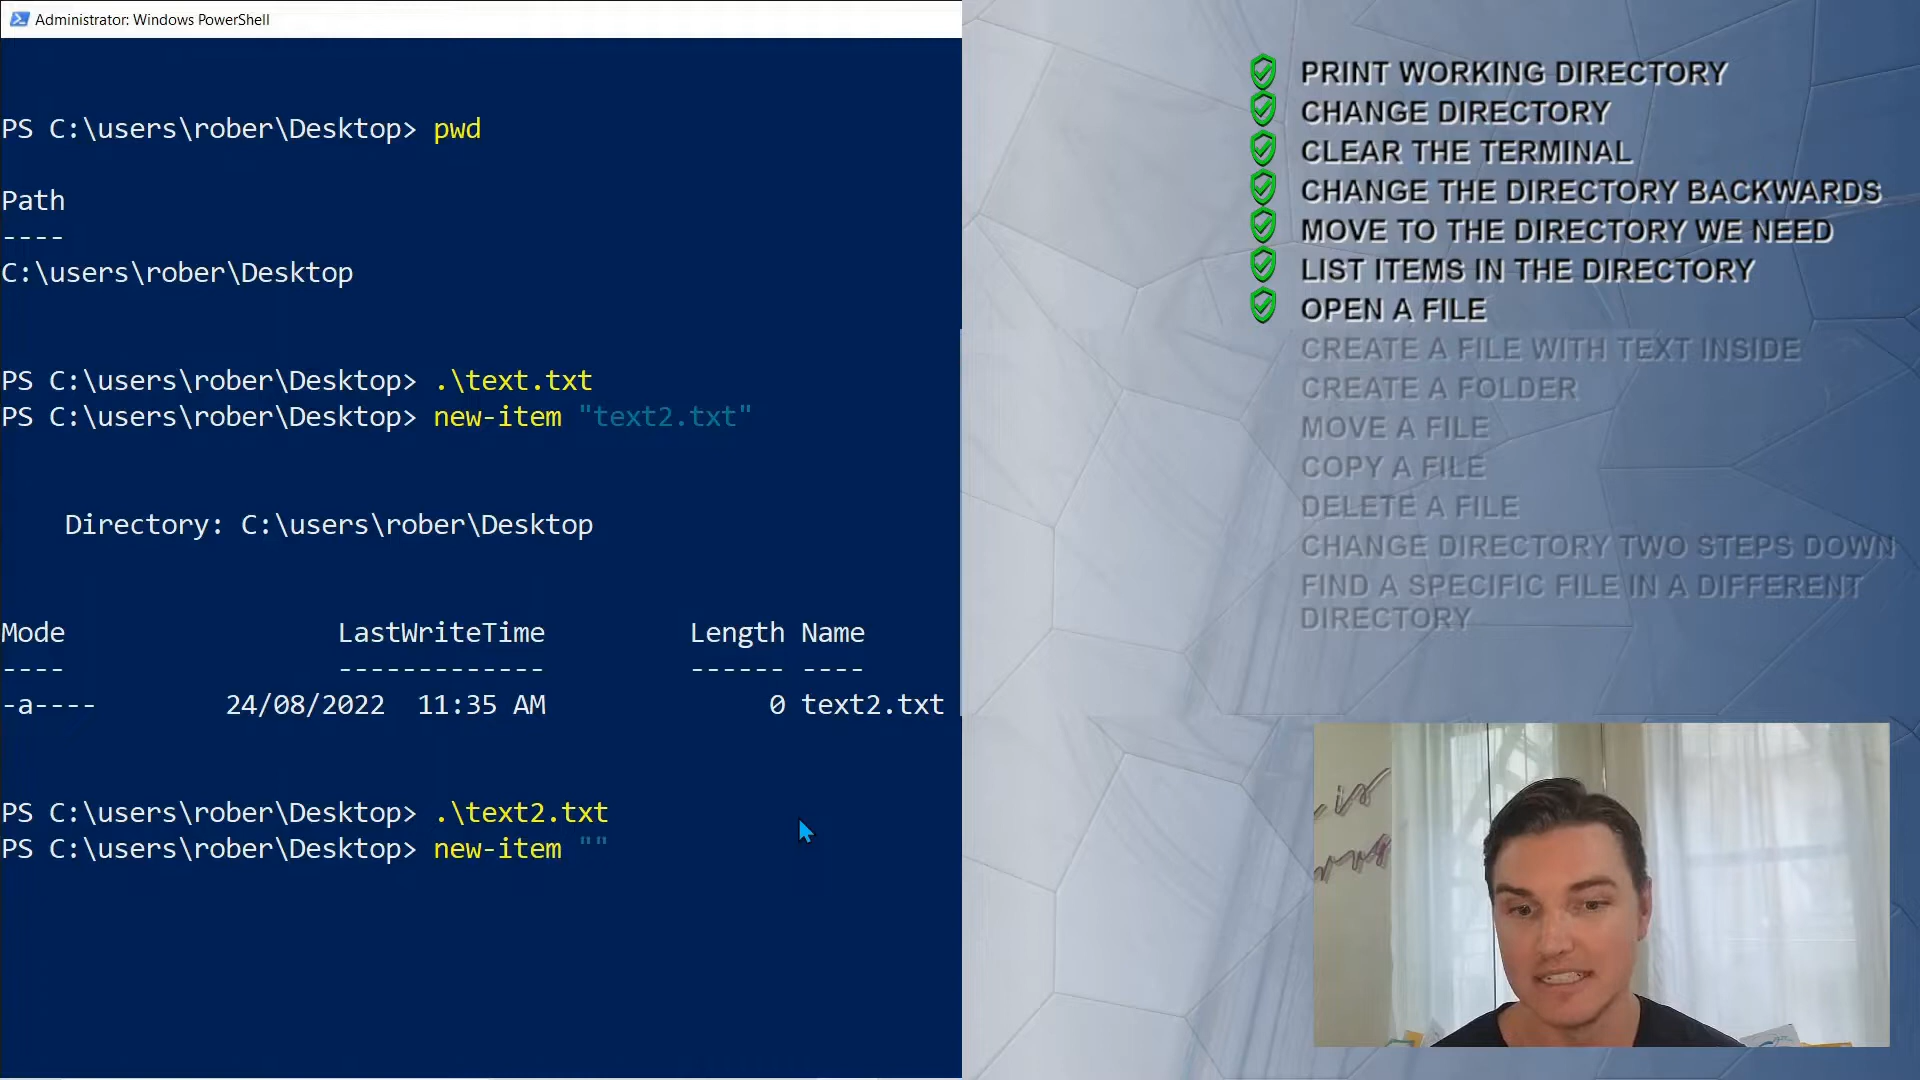 Administrator: Windows PowerShell
PS C:\users\rober\Desktop> pwd
Path
----
C:\users\rober\Desktop
PS C:\users\rober\Desktop> .\text.txt
PS C:\users\rober\Desktop> new-item "text2.txt"
Directory: C:\users\rober\Desktop
Mode LastWriteTime Length Name
---- ------------- ------ ----
-a---- 24/08/2022 11:35 AM 0 text2.txt
PS C:\users\rober\Desktop> .\text2.txt
PS C:\users\rober\Desktop> new-item ""
PRINT WORKING DIRECTORY
CHANGE DIRECTORY
CLEAR THE TERMINAL
CHANGE THE DIRECTORY BACKWARDS
MOVE TO THE DIRECTORY WE NEED
LIST ITEMS IN THE DIRECTORY
OPEN A FILE
CREATE A FILE WITH TEXT INSIDE
CREATE A FOLDER
MOVE A FILE
COPY A FILE
DELETE A FILE
CHANGE DIRECTORY TWO STEPS DOWN
FIND A SPECIFIC FILE IN A DIFFERENT
DIRECTORY
is